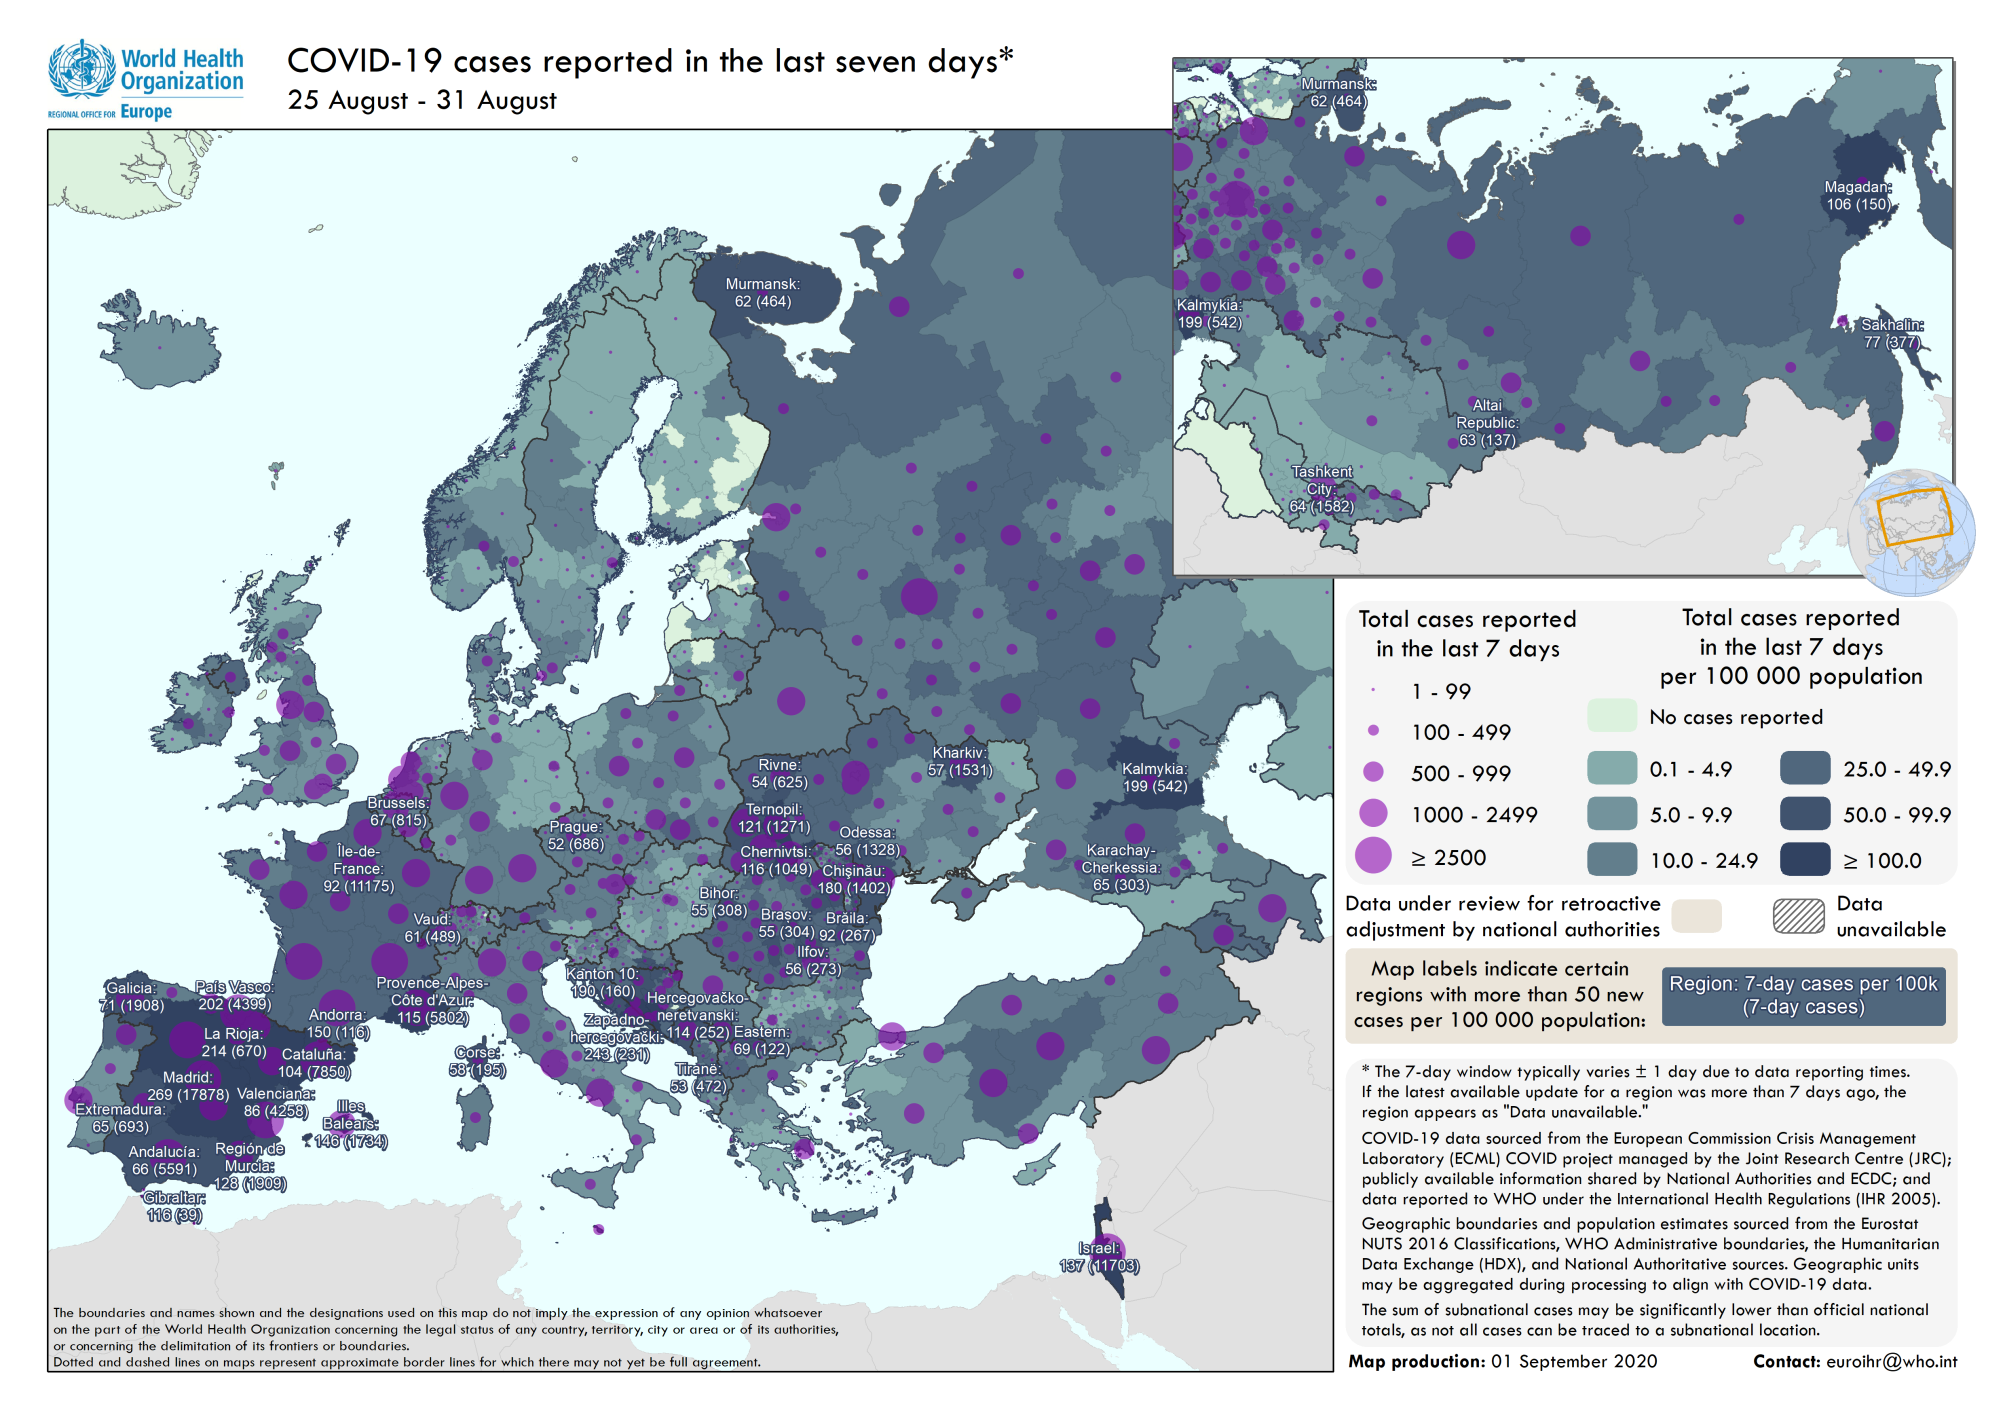 World Health
Organization
REGIONAL OFFICE FOR Europe
COVID-19 cases reported in the last seven days*
25 August - 31 August
Murmansk:
62 (464)
Magadan:
106 (150)
Kalmykia:
199 (542)
Sakhalin:
77 (377)
Altai
Republic:
63 (137)
Tashkent
City:
64 (1582)
Murmansk:
62 (464)
Kharkiv:
57 (1531)
Rivne:
54 (625)
Kalmykia:
199 (542)
Brussels:
67 (815)
Ternopil:
121 (1271)
Prague:
52 (686)
Odessa:
56 (1328)
Île-de-
France:
92 (11175)
Chernivtsi:
116 (1049)
Chişinău:
180 (1402)
Karachay-
Cherkessia:
65 (303)
Bihor:
55 (308)
Vaud:
61 (489)
Braşov:
55 (304)
Brăila:
92 (267)
Ilfov:
56 (273)
Kanton 10:
190 (160)
Galicia:
71 (1908)
País Vasco:
202 (4399)
Provence-Alpes-
Côte d'Azur:
115 (5802)
Hercegovačko-
neretvanski:
114 (252)
Andorra:
150 (116)
Zapadno-
hercegovački:
243 (231)
Eastern:
69 (122)
La Rioja:
214 (670)
Cataluña:
104 (7850)
Corse:
58 (195)
Tiranë:
53 (472)
Madrid:
269 (17878)
Valenciana:
86 (4258)
Extremadura:
65 (693)
Illes
Balears:
146 (1734)
Andalucía:
66 (5591)
Región de
Murcia:
128 (1909)
Gibraltar:
116 (39)
Israel:
137 (11703)
The boundaries and names shown and the designations used on this map do not imply the expression of any opinion whatsoever
on the part of the World Health Organization concerning the legal status of any country, territory, city or area or of its authorities,
or concerning the delimitation of its frontiers or boundaries.
Dotted and dashed lines on maps represent approximate border lines for which there may not yet be full agreement.
Total cases reported
in the last 7 days
1 - 99
100 - 499
500 - 999
1000 - 2499
≥ 2500
Total cases reported
in the last 7 days
per 100 000 population
No cases reported
0.1 - 4.9
5.0 - 9.9
10.0 - 24.9
25.0 - 49.9
50.0 - 99.9
≥ 100.0
Data under review for retroactive
adjustment by national authorities
Data
unavailable
Map labels indicate certain
regions with more than 50 new
cases per 100 000 population:
Region: 7-day cases per 100k
(7-day cases)
* The 7-day window typically varies ± 1 day due to data reporting times.
If the latest available update for a region was more than 7 days ago, the
region appears as "Data unavailable."
COVID-19 data sourced from the European Commission Crisis Management
Laboratory (ECML) COVID project managed by the Joint Research Centre (JRC);
publicly available information shared by National Authorities and ECDC; and
data reported to WHO under the International Health Regulations (IHR 2005).
Geographic boundaries and population estimates sourced from the Eurostat
NUTS 2016 Classifications, WHO Administrative boundaries, the Humanitarian
Data Exchange (HDX), and National Authoritative sources. Geographic units
may be aggregated during processing to align with COVID-19 data.
The sum of subnational cases may be significantly lower than official national
totals, as not all cases can be traced to a subnational location.
Map production: 01 September 2020
Contact: euroihr@who.int